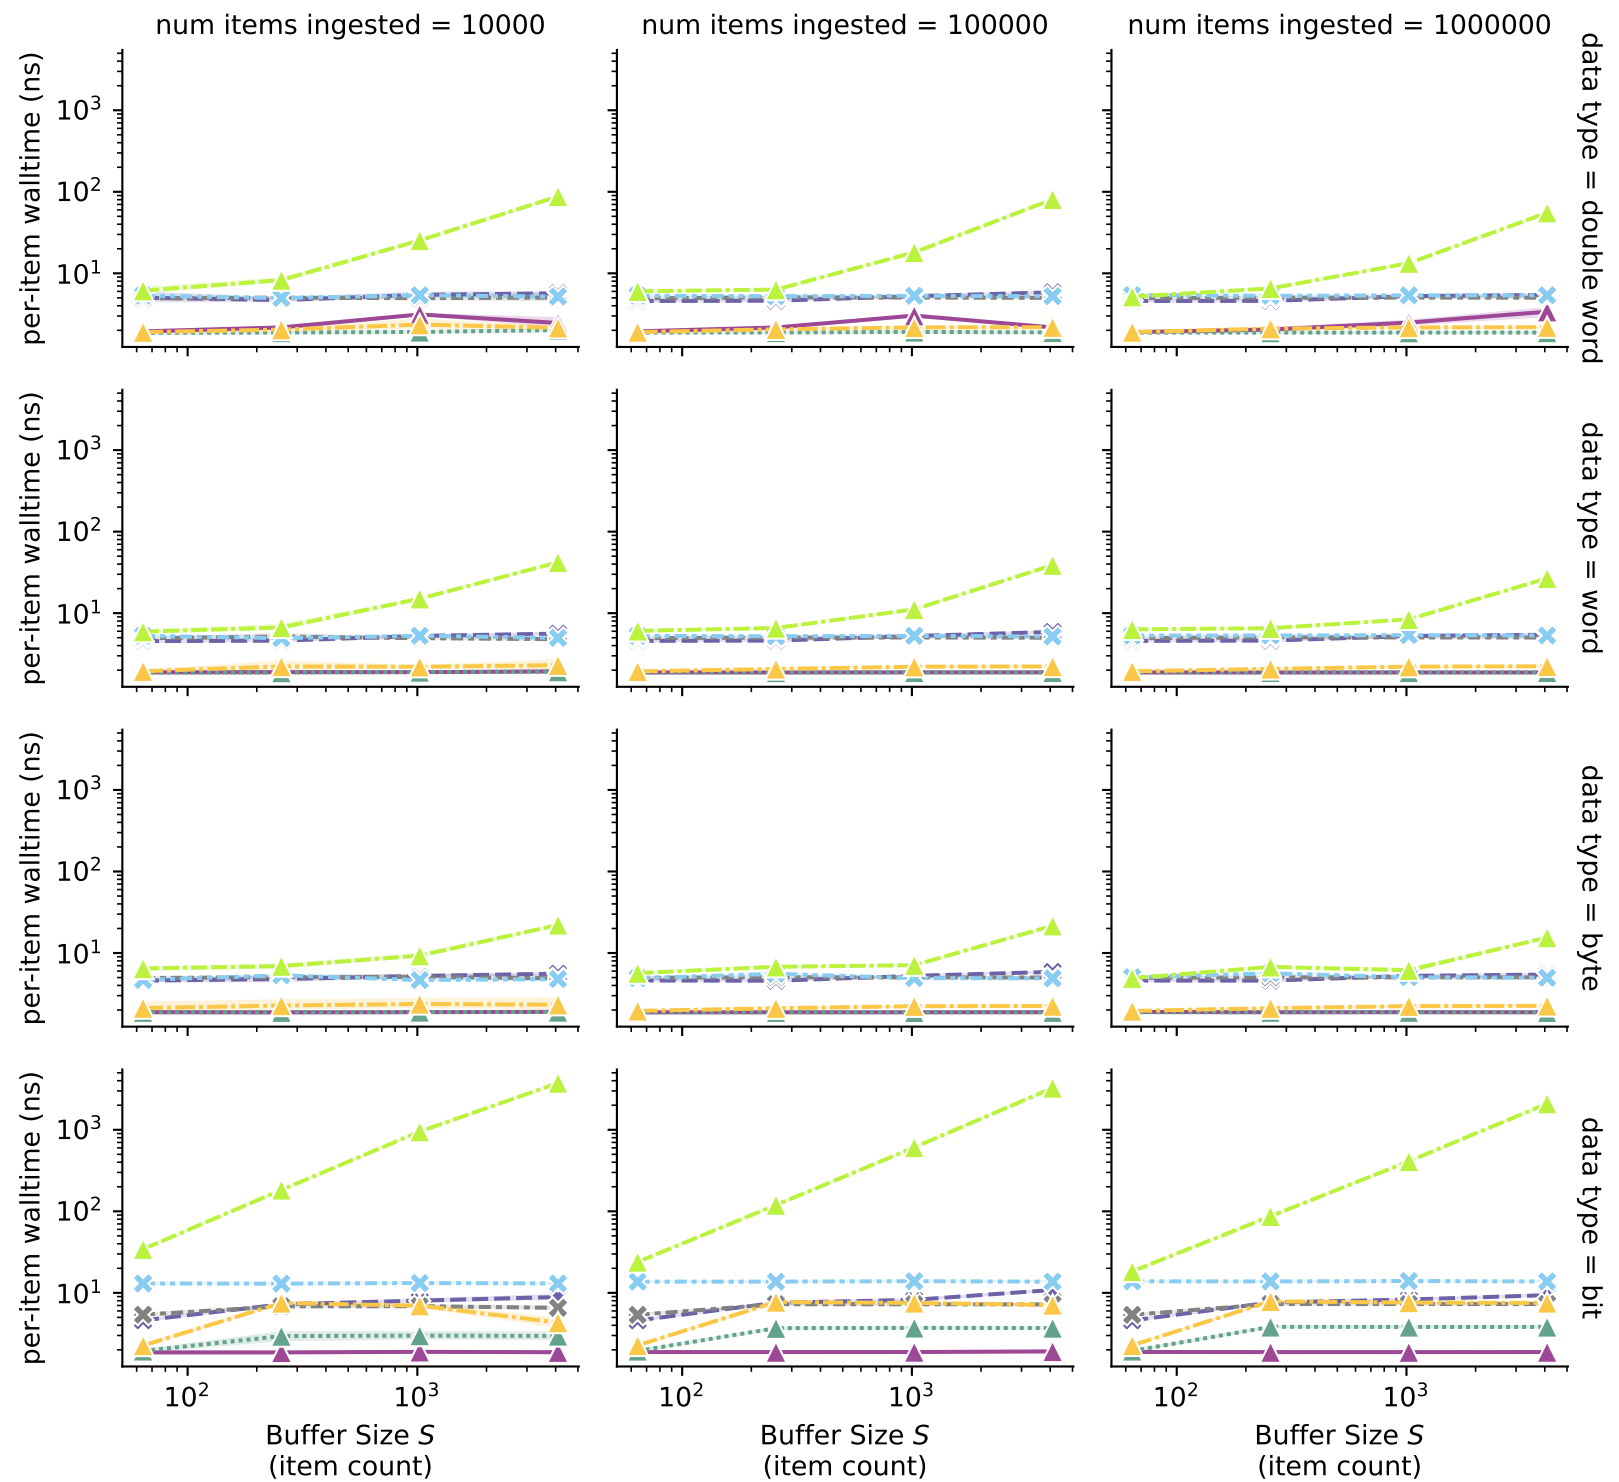 num items ingested = 10000
num items ingested = 100000
num items ingested = 1000000
per-item walltime (ns)
10³
10²
10¹
data type = double word
per-item walltime (ns)
10³
10²
10¹
data type = word
per-item walltime (ns)
10³
10²
10¹
data type = byte
per-item walltime (ns)
10³
10²
10¹
data type = bit
10² 10³ 10² 10³ 10² 10³
Buffer Size S
(item count)
Buffer Size S
(item count)
Buffer Size S
(item count)